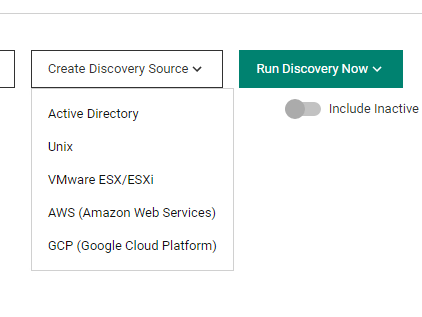 Create Discovery Source
Run Discovery Now
Include Inactive
Active Directory
Unix
VMware ESX/ESXi
AWS (Amazon Web Services)
GCP (Google Cloud Platform)